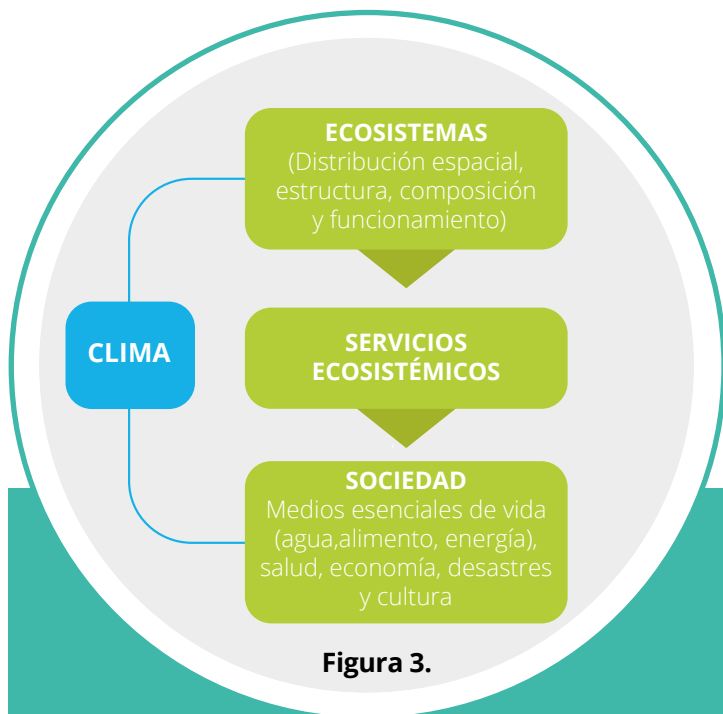 ECOSISTEMAS
(Distribución espacial,
estructura, composición
y funcionamiento)
CLIMA
SERVICIOS
ECOSISTÉMICOS
SOCIEDAD
Medios esenciales de vida
(agua,alimento, energía),
salud, economía, desastres
y cultura
Figura 3.